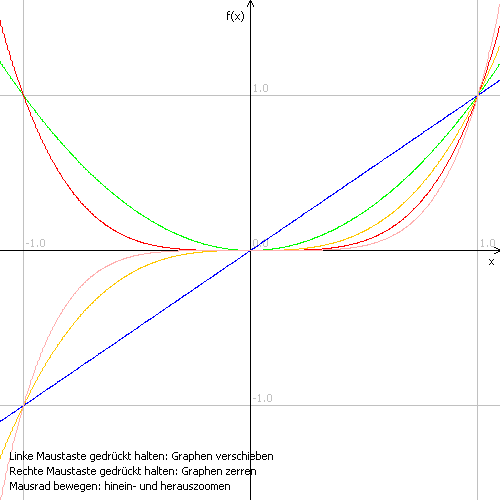 f(x)
1.0
-1.0
0.0
1.0
x
-1.0
Linke Maustaste gedrückt halten: Graphen verschieben
Rechte Maustaste gedrückt halten: Graphen zerren
Mausrad bewegen: hinein- und herauszoomen